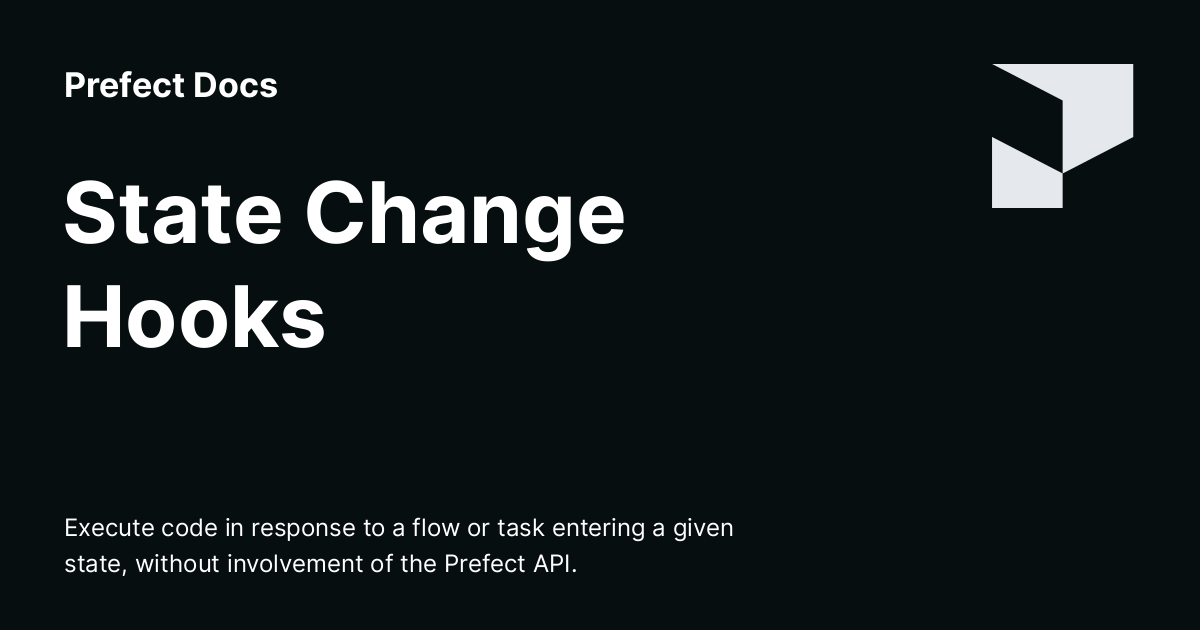 Prefect Docs
State Change
Hooks
Execute code in response to a flow or task entering a given
state, without involvement of the Prefect API.